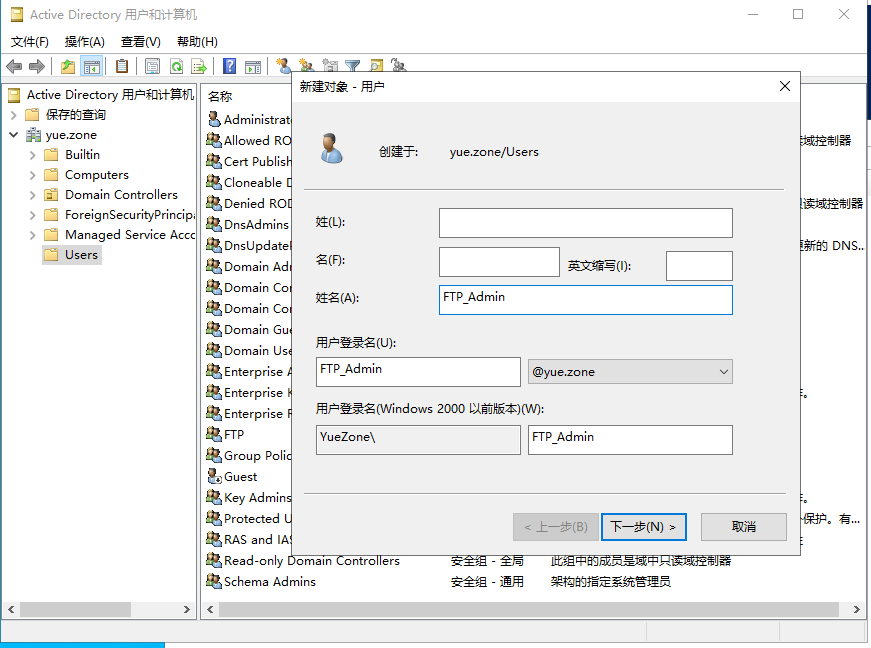 Active Directory 用户和计算机
文件(F) 操作(A) 查看(V) 帮助(H)
Active Directory 用户和计算机
保存的查询
yue.zone
Builtin
Computers
Domain Controllers
ForeignSecurityPrincipa
Managed Service Acco
Users
名称
Administrato
Allowed RO
Cert Publish
Cloneable D
Denied ROD
DnsAdmins
DnsUpdateP
Domain Adm
Domain Con
Domain Con
Domain Gue
Domain Use
Enterprise A
Enterprise K
Enterprise R
FTP
Group Polic
Guest
Key Admins
Protected U
RAS and IAS
Read-only Domain Controllers 安全组 - 全局 此组中的成员是域中只读域控制器
Schema Admins 安全组 - 通用 架构的指定系统管理员
域控制器
只读域控制器
更新的 DNS...
保护。有...
新建对象 - 用户
创建于: yue.zone/Users
姓(L):
名(F): 英文缩写(I):
姓名(A): FTP_Admin
用户登录名(U):
FTP_Admin @yue.zone
用户登录名(Windows 2000 以前版本)(W):
YueZone\ FTP_Admin
< 上一步(B) 下一步(N) > 取消